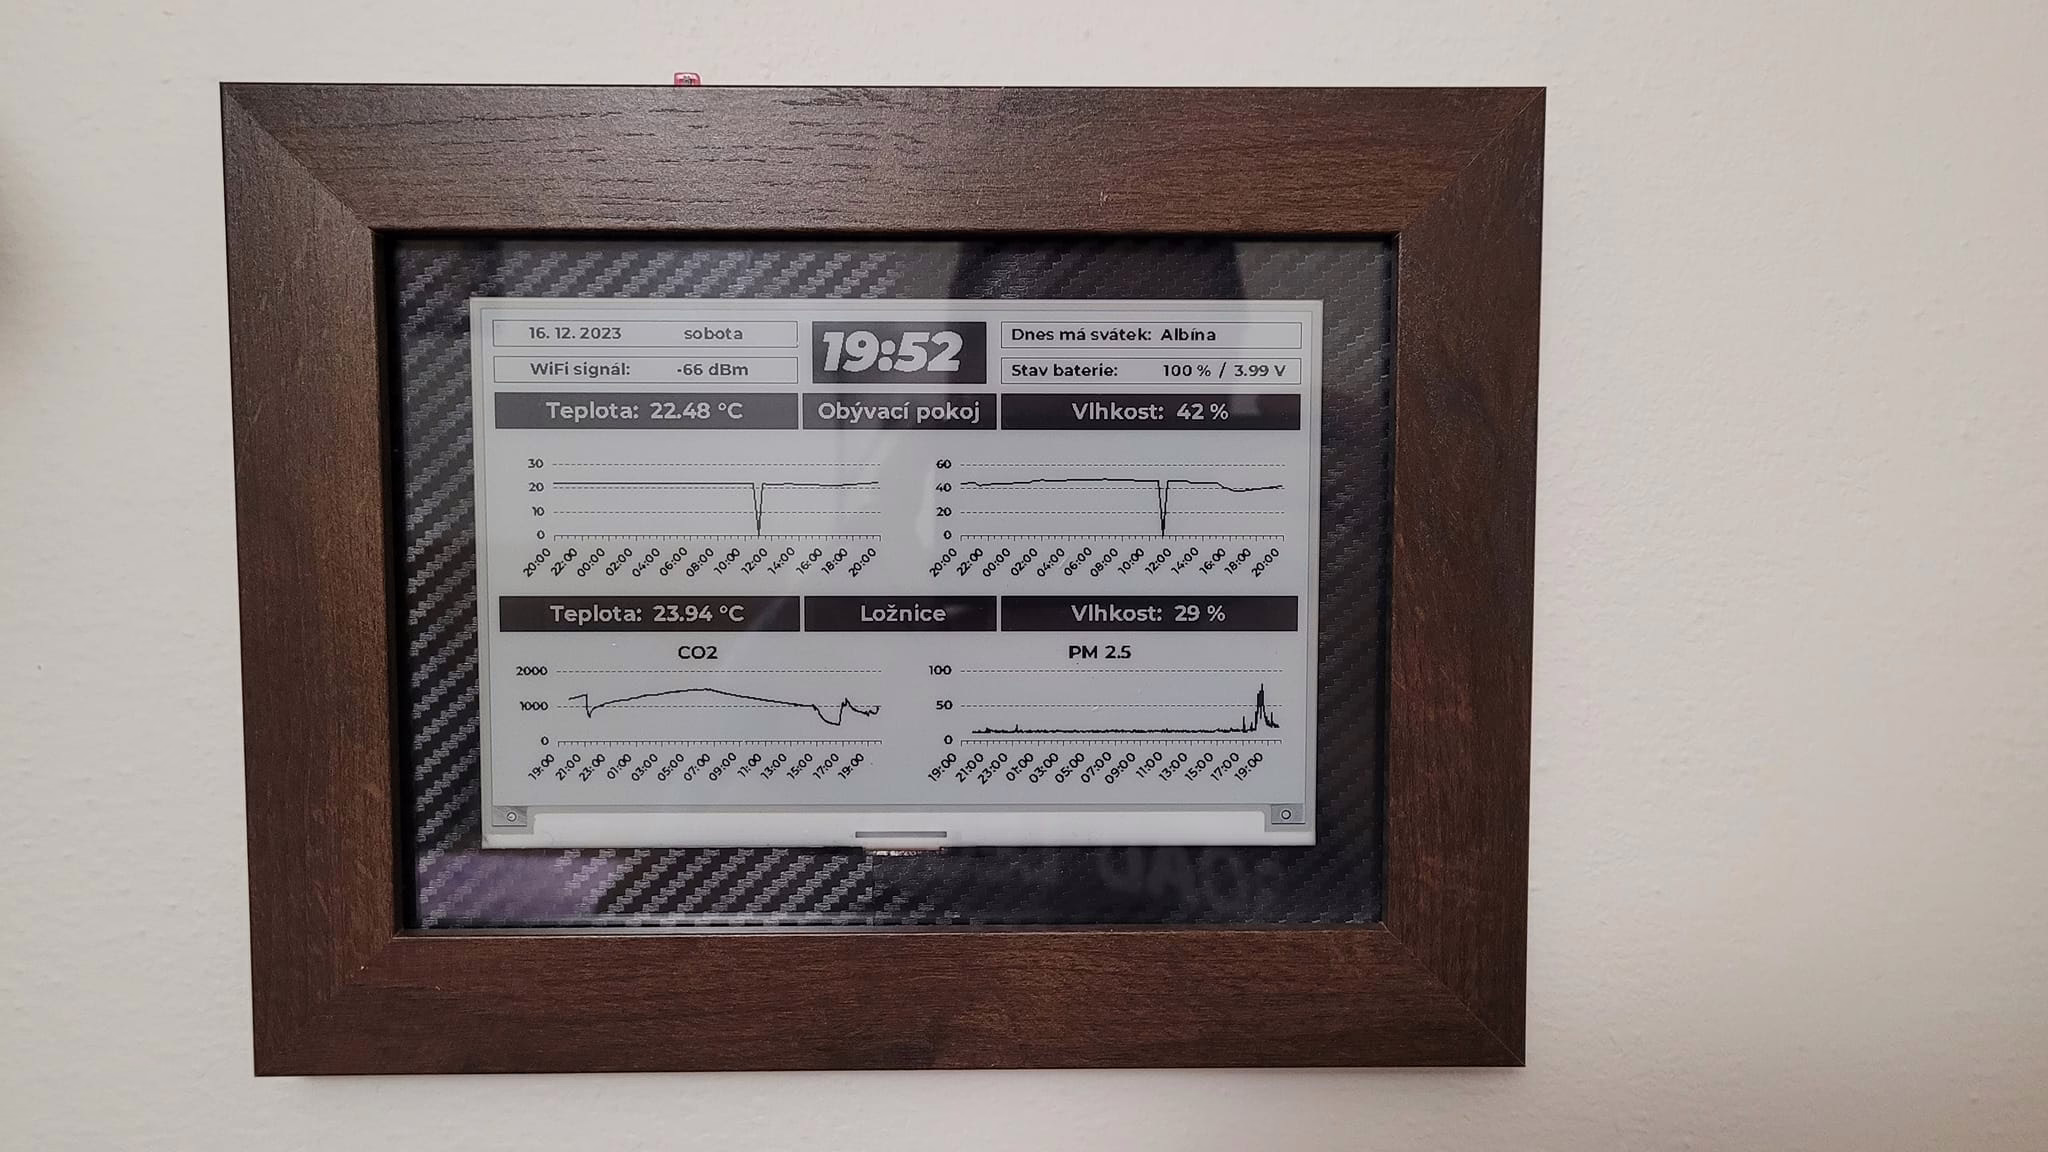 16. 12. 2023 sobota
19:52
Dnes má svátek: Albína
WiFi signál: -66 dBm
Stav baterie: 100 % / 3.99 V
Teplota: 22.48 °C
Obývací pokoj
Vlhkost: 42 %
30
20
10
0
20:00 22:00 00:00 02:00 04:00 06:00 08:00 10:00 12:00 14:00 16:00 18:00 20:00
60
40
20
0
20:00 22:00 00:00 02:00 04:00 06:00 08:00 10:00 12:00 14:00 16:00 18:00 20:00
Teplota: 23.94 °C
Ložnice
Vlhkost: 29 %
CO2
2000
1000
0
19:00 21:00 23:00 01:00 03:00 05:00 07:00 09:00 11:00 13:00 15:00 17:00 19:00
PM 2.5
100
50
0
19:00 21:00 23:00 01:00 03:00 05:00 07:00 09:00 11:00 13:00 15:00 17:00 19:00